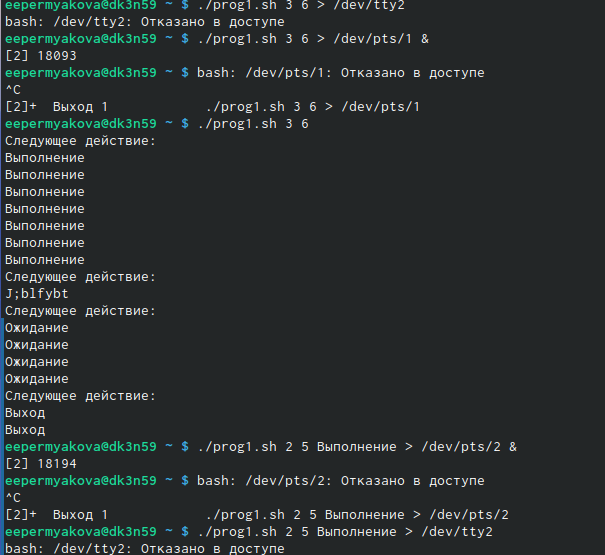 eepermyakova@dk3n59 ~ $ ./prog1.sh 3 6 > /dev/tty2
bash: /dev/tty2: Отказано в доступе
eepermyakova@dk3n59 ~ $ ./prog1.sh 3 6 > /dev/pts/1 &
[2] 18093
eepermyakova@dk3n59 ~ $ bash: /dev/pts/1: Отказано в доступе
^C
[2]+  Выход 1            ./prog1.sh 3 6 > /dev/pts/1
eepermyakova@dk3n59 ~ $ ./prog1.sh 3 6
Следующее действие:
Выполнение
Выполнение
Выполнение
Выполнение
Выполнение
Выполнение
Выполнение
Следующее действие:
J;blfybt
Следующее действие:
Ожидание
Ожидание
Ожидание
Ожидание
Следующее действие:
Выход
Выход
eepermyakova@dk3n59 ~ $ ./prog1.sh 2 5 Выполнение > /dev/pts/2 &
[2] 18194
eepermyakova@dk3n59 ~ $ bash: /dev/pts/2: Отказано в доступе
^C
[2]+  Выход 1            ./prog1.sh 2 5 Выполнение > /dev/pts/2
eepermyakova@dk3n59 ~ $ ./prog1.sh 2 5 Выполнение > /dev/tty2
bash: /dev/tty2: Отказано в доступе